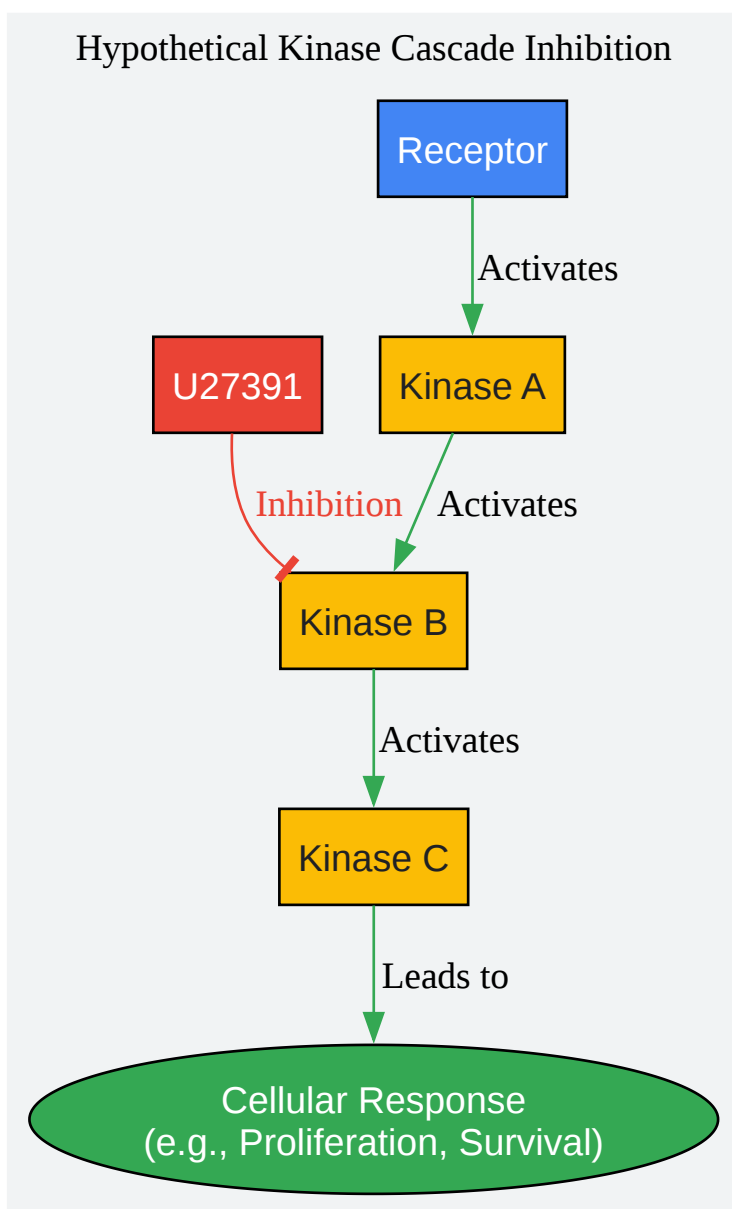 Hypothetical Kinase Cascade Inhibition
Receptor
Activates
U27391
Kinase A
Inhibition
Activates
Kinase B
Activates
Kinase C
Leads to
Cellular Response
(e.g., Proliferation, Survival)